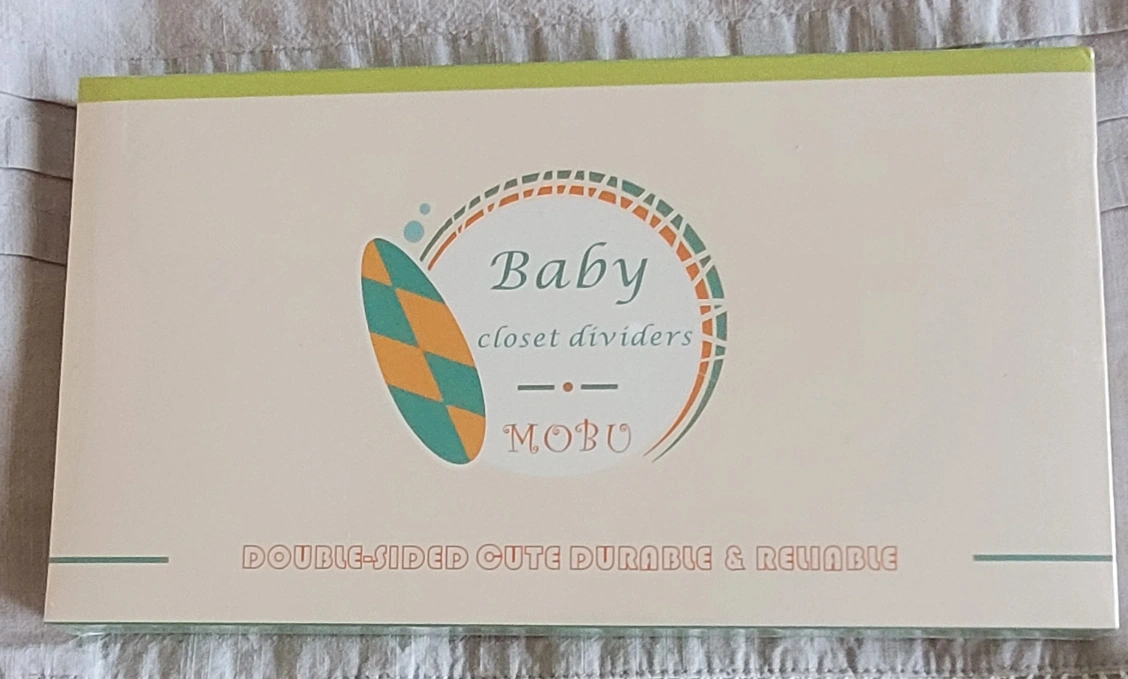 Baby
closet dividers
MOBU
DOUBLE-SIDED CUTE DURABLE & RELIABLE